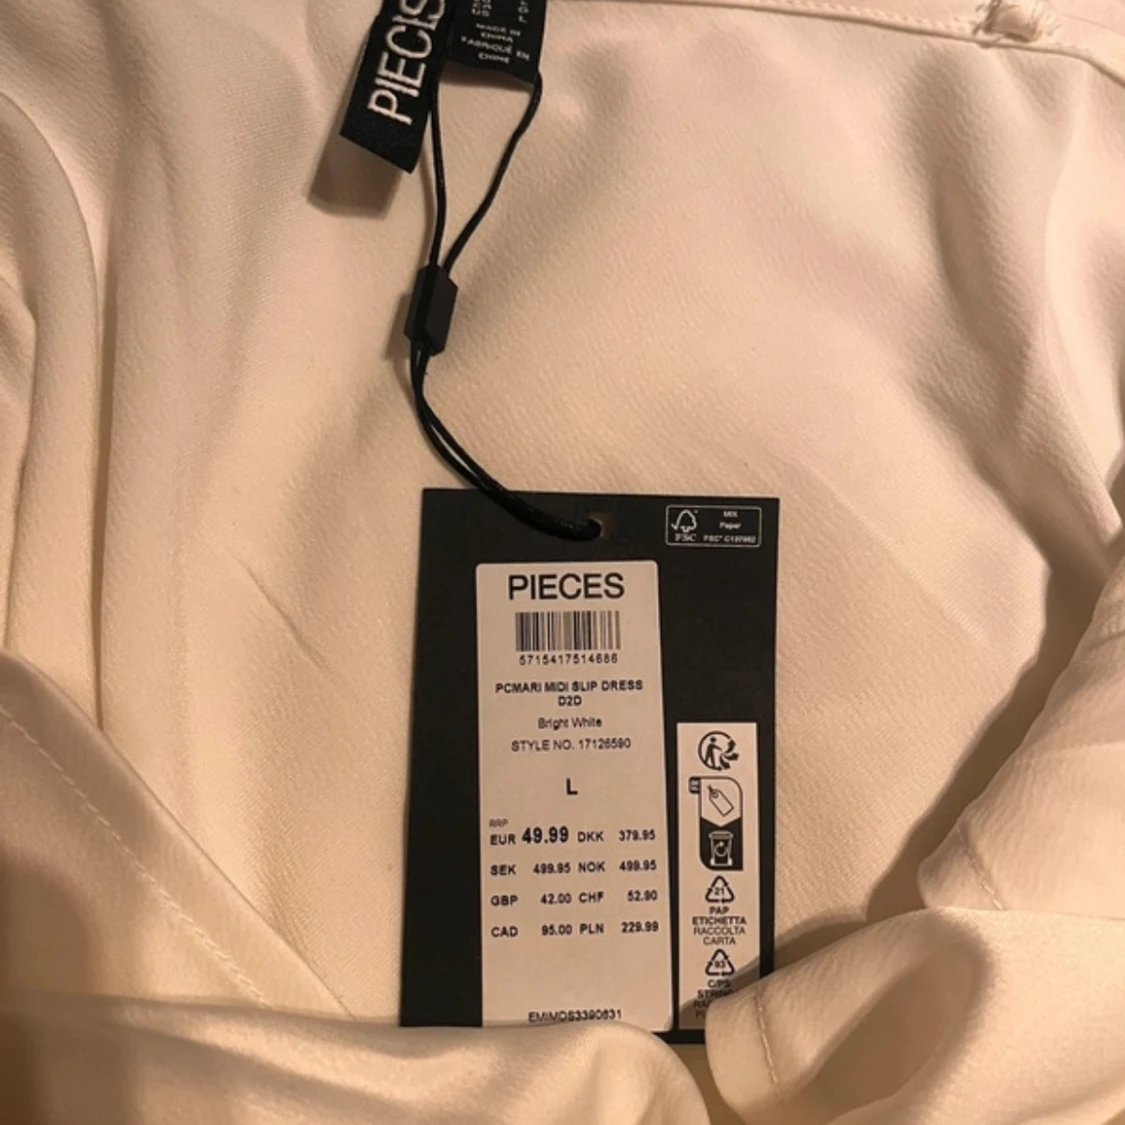 PIECES
MADE IN
CHINA
FABRIQUÉ EN
CHINE
MIX
Paper
FSC
PIECES
5715417514686
PCMARI MIDI SLIP DRESS
D2D
Bright White
STYLE NO. 17126590
L
RRP
EUR 49.99 DKK 379.95
SEK 499.95 NOK 499.95
GBP 42.00 CHF 52.90
CAD 95.00 PLN 229.99
EMIMDS3390631
21
PAP
ETICHETTA
RACCOLTA
CARTA
93
C/PS